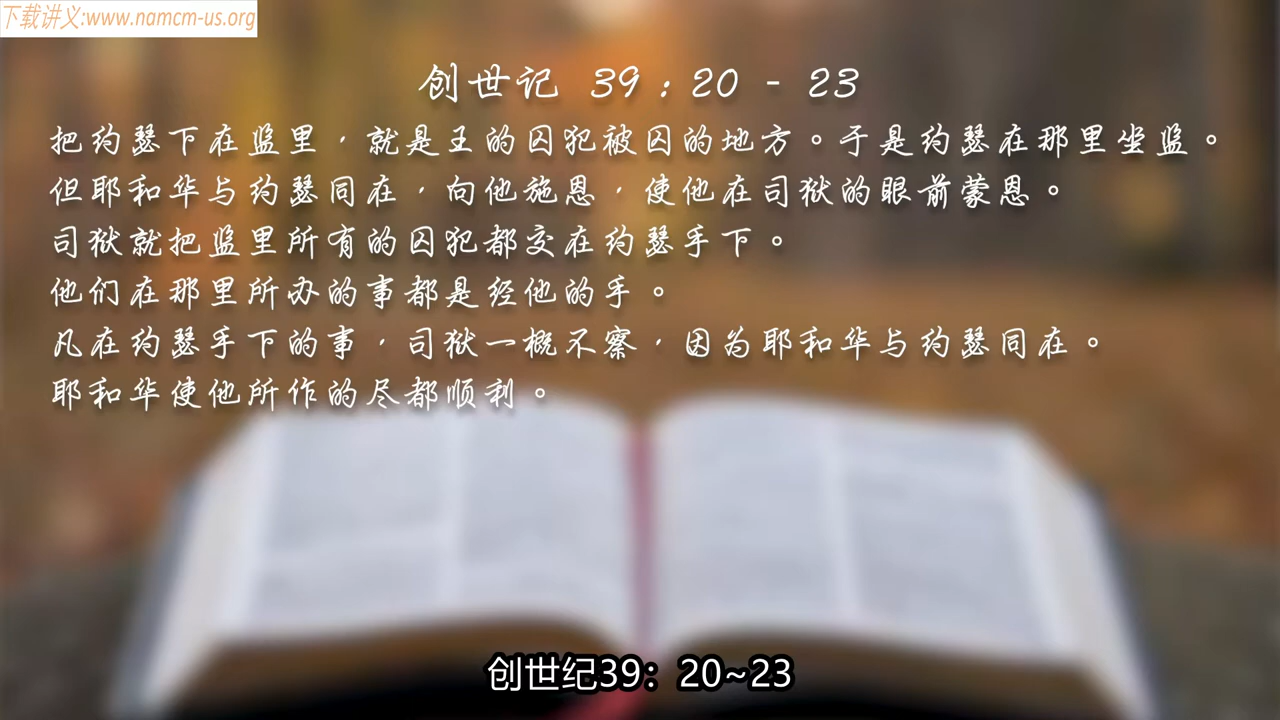 下载讲义:www.namcm-us.org
创世记 39:20 - 23
把约瑟下在监里，就是王的囚犯被囚的地方。于是约瑟在那里坐监。
但耶和华与约瑟同在，向他施恩，使他在司狱的眼前蒙恩。
司狱就把监里所有的囚犯都交在约瑟手下。
他们在那里所办的事都是经他的手。
凡在约瑟手下的事，司狱一概不察，因为耶和华与约瑟同在。
耶和华使他所作的尽都顺利。
创世纪39：20~23